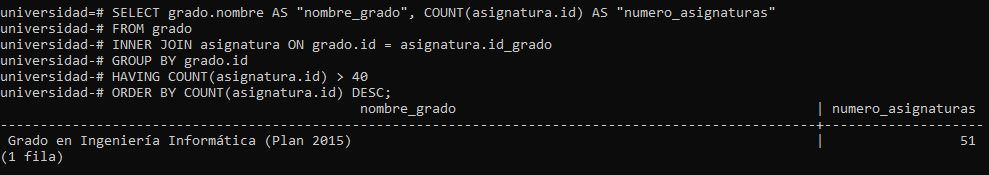 universidad=# SELECT grado.nombre AS "nombre_grado", COUNT(asignatura.id) AS "numero_asignaturas"
universidad-# FROM grado
universidad-# INNER JOIN asignatura ON grado.id = asignatura.id_grado
universidad-# GROUP BY grado.id
universidad-# HAVING COUNT(asignatura.id) > 40
universidad-# ORDER BY COUNT(asignatura.id) DESC;
nombre_grado | numero_asignaturas
-----------------------------------------------------------------------------------------------------+--------------------
Grado en Ingeniería Informática (Plan 2015) | 51
(1 fila)